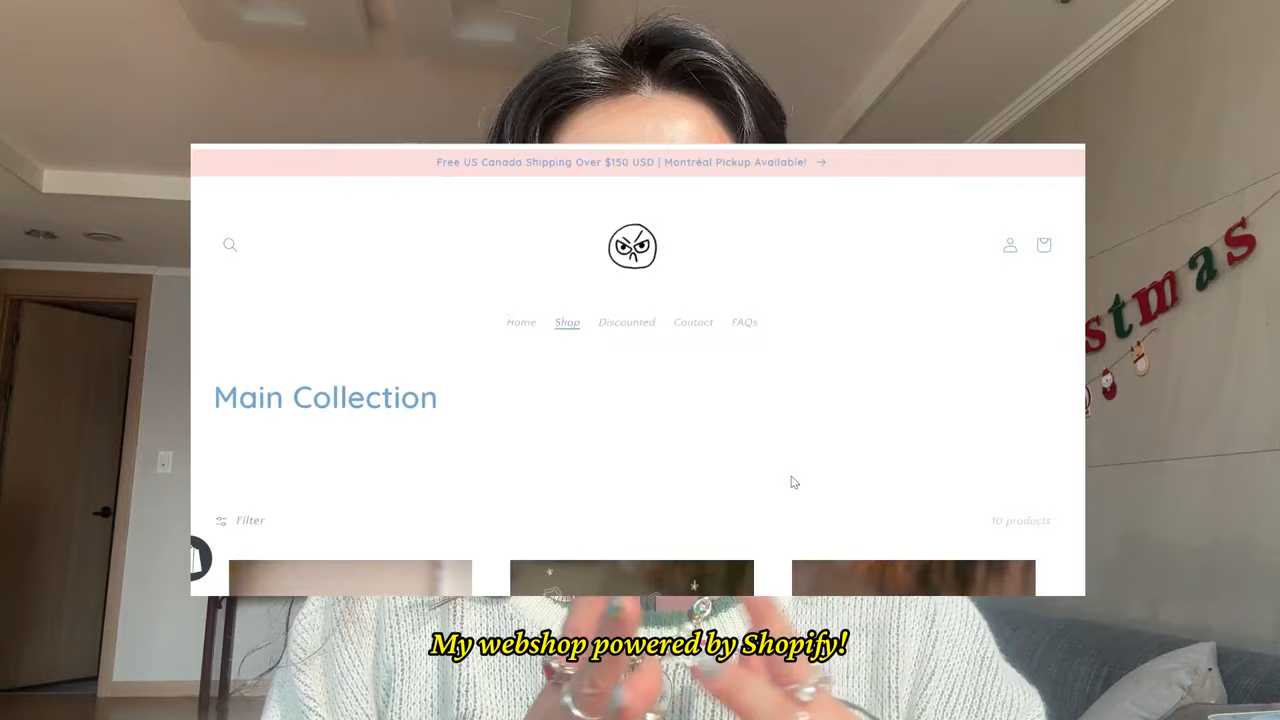 Free US Canada Shipping Over $150 USD | Montréal Pickup Available! →
Home Shop Discounted Contact FAQs
stmas
Main Collection
Filter
10 products
My webshop powered by Shopify!